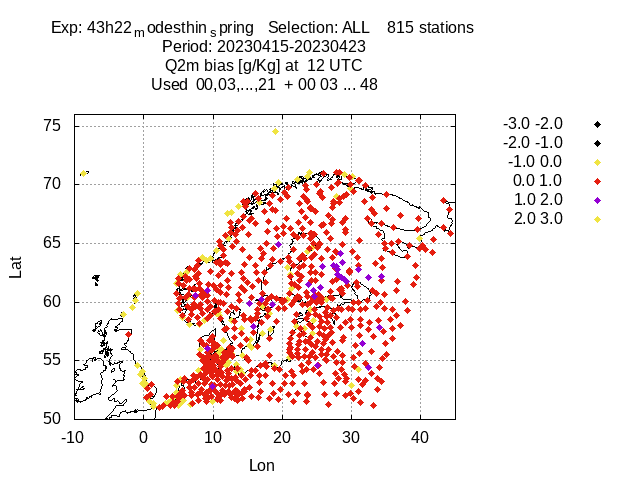 Exp: 43h22modesthinspring   Selection: ALL    815 stations
Period: 20230415-20230423
Q2m bias [g/Kg] at  12 UTC
Used  00,03,...,21  + 00 03 ... 48
-3.0 -2.0
-2.0 -1.0
-1.0 0.0
0.0 1.0
1.0 2.0
2.0 3.0
75
70
65
60
55
50
Lat
-10 0 10 20 30 40
Lon